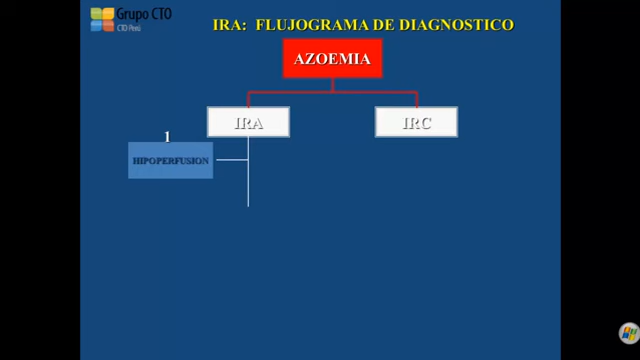 Grupo CTO
CTO Perú
IRA: FLUJOGRAMA DE DIAGNOSTICO
AZOEMIA
IRA
IRC
1
HIPOPERFUSION